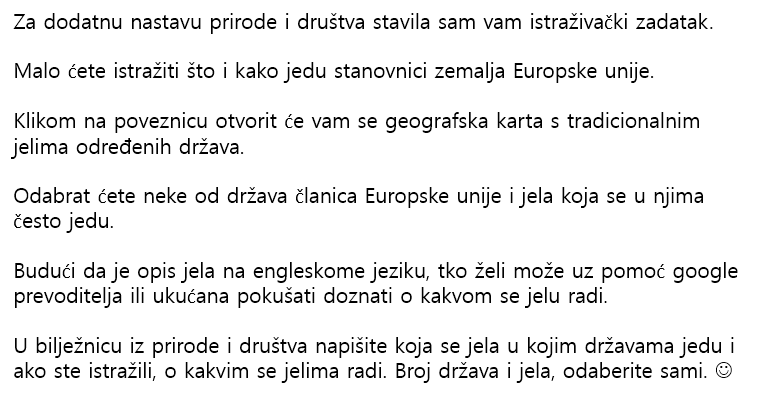 Za dodatnu nastavu prirode i društva stavila sam vam istraživački zadatak.
Malo ćete istražiti što i kako jedu stanovnici zemalja Europske unije.
Klikom na poveznicu otvorit će vam se geografska karta s tradicionalnim
jelima određenih država.
Odabrat ćete neke od država članica Europske unije i jela koja se u njima
često jedu.
Budući da je opis jela na engleskome jeziku, tko želi može uz pomoć google
prevoditelja ili ukućana pokušati doznati o kakvom se jelu radi.
U bilježnicu iz prirode i društva napišite koja se jela u kojim državama jedu i
ako ste istražili, o kakvim se jelima radi. Broj država i jela, odaberite sami. ☺